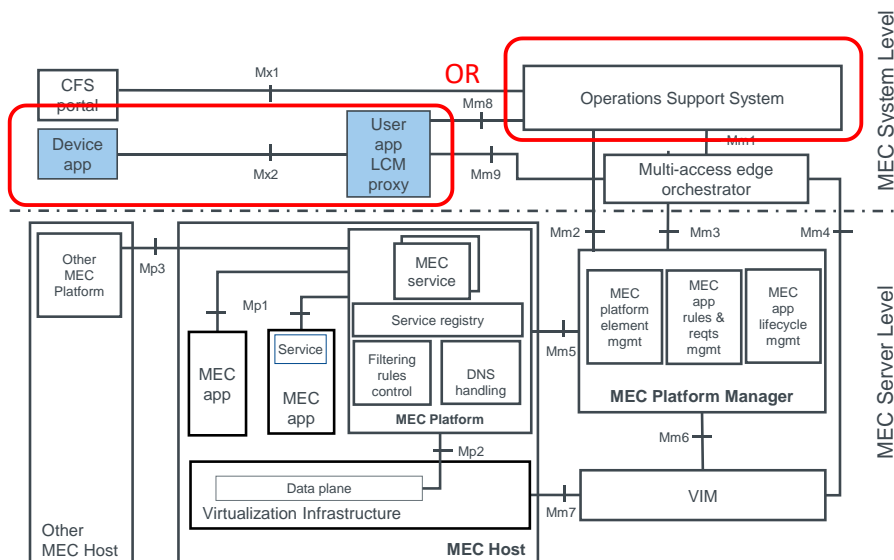 CFS
portal
Mx1
OR
Operations Support System
MEC System Level
Device
app
Mx2
User
app
LCM
proxy
Mm8
Mm9
Mm1
Multi-access edge
orchestrator
Mm2
Mm3
Mm4
Other
MEC
Platform
Mp3
Mp1
MEC
service
Service registry
Filtering
rules
control
DNS
handling
MEC Platform
MEC
app
Service
MEC
app
Mp2
Mm5
MEC
platform
element
mgmt
MEC
app
rules &
reqts
mgmt
MEC
app
lifecycle
mgmt
MEC Platform Manager
MEC Server Level
Mm6
Data plane
Virtualization Infrastructure
Mm7
VIM
Other
MEC Host
MEC Host